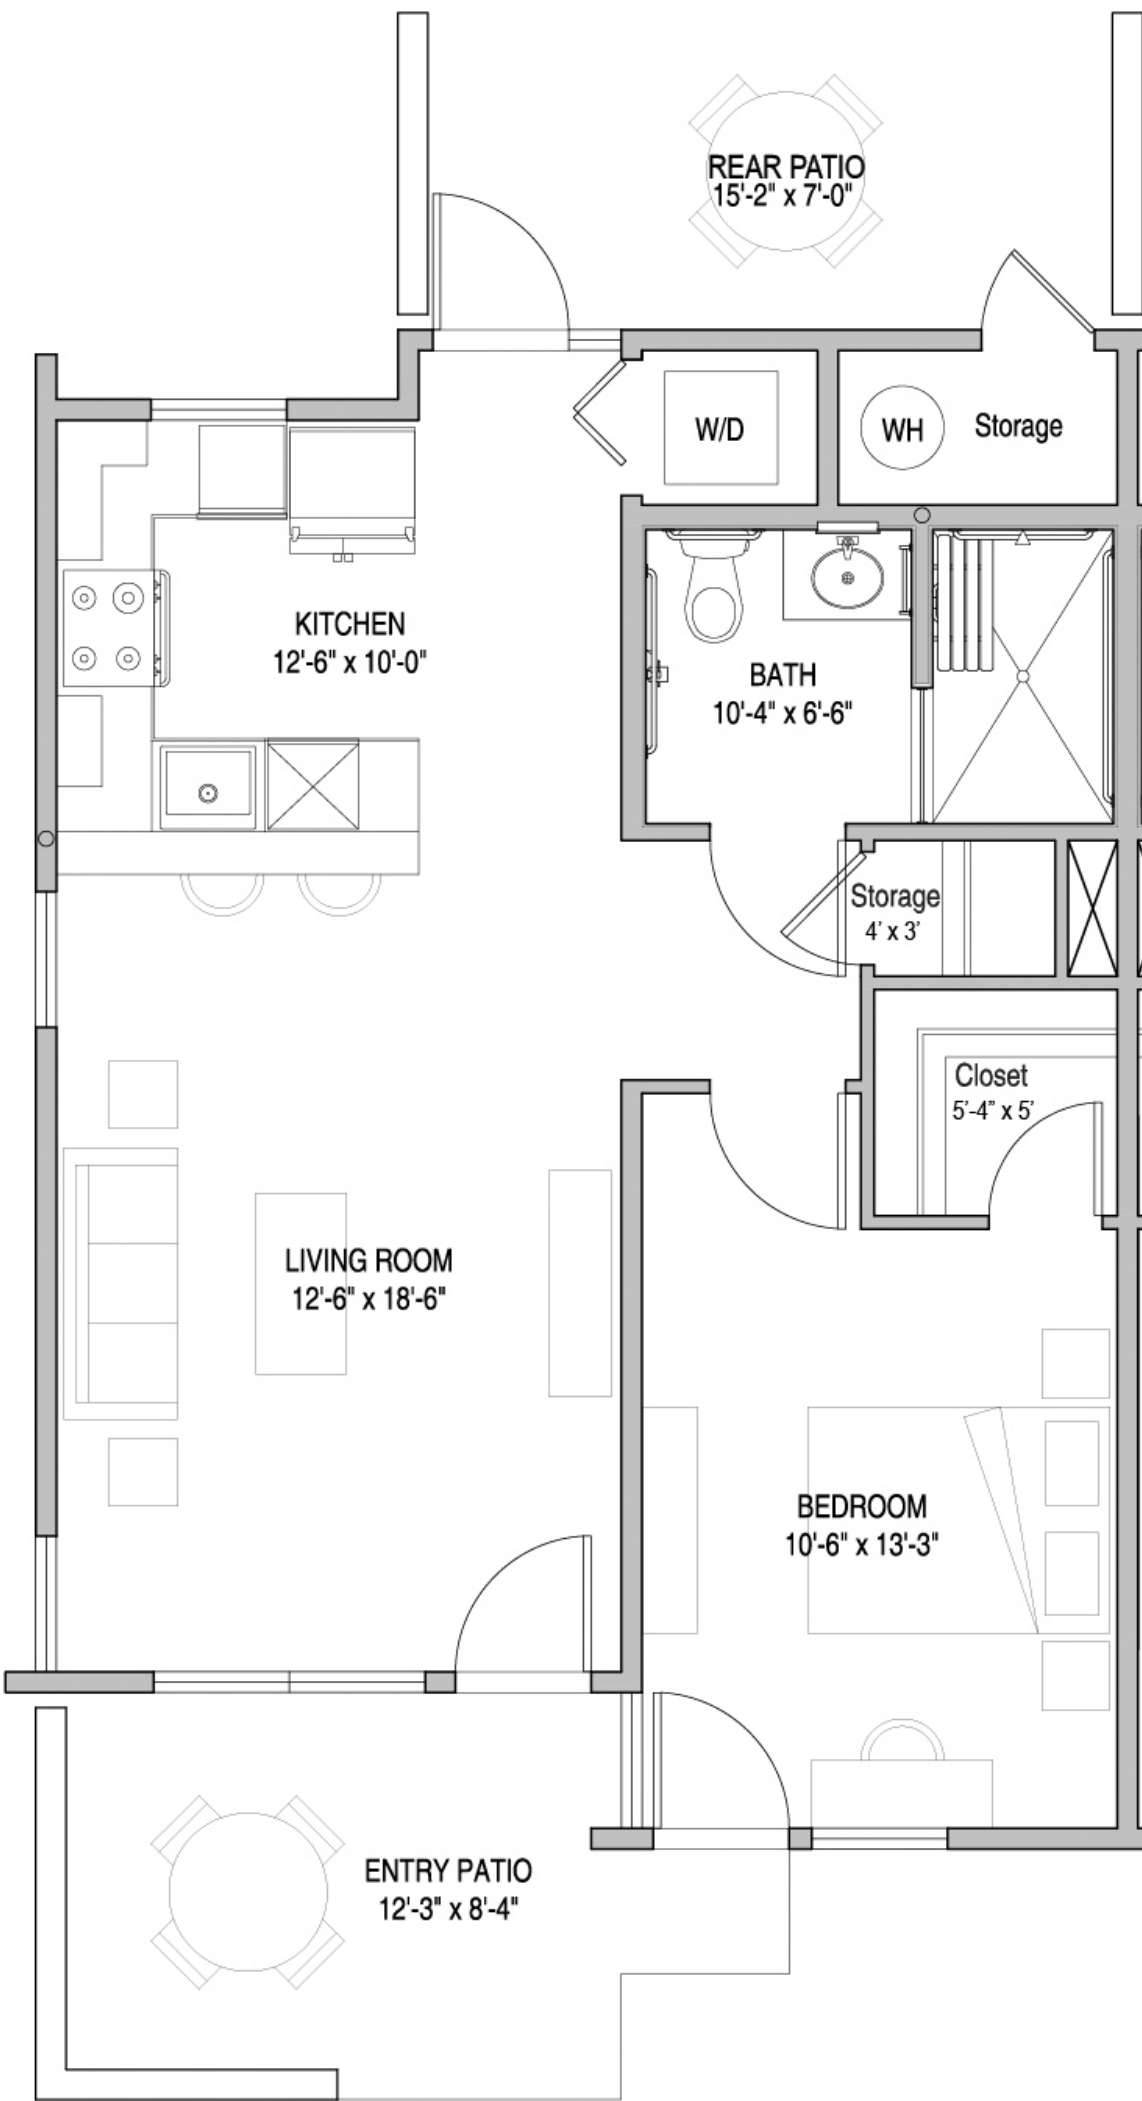 REAR PATIO
15'-2" x 7'-0"
W/D
WH
Storage
KITCHEN
12'-6" x 10'-0"
BATH
10'-4" x 6'-6"
Storage
4' x 3'
Closet
5'-4" x 5'
LIVING ROOM
12'-6" x 18'-6"
BEDROOM
10'-6" x 13'-3"
ENTRY PATIO
12'-3" x 8'-4"